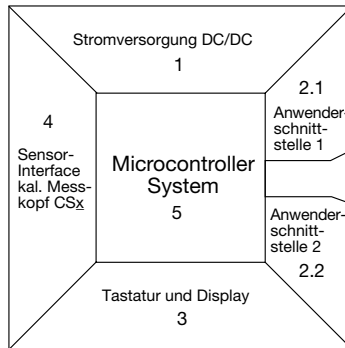 Stromversorgung DC/DC
1
2.1
Anwender-
schnitt-
stelle 1
4
Sensor-
Interface
kal. Mess-
kopf CSx
Microcontroller
System
5
Anwender-
schnitt-
stelle 2
2.2
Tastatur und Display
3